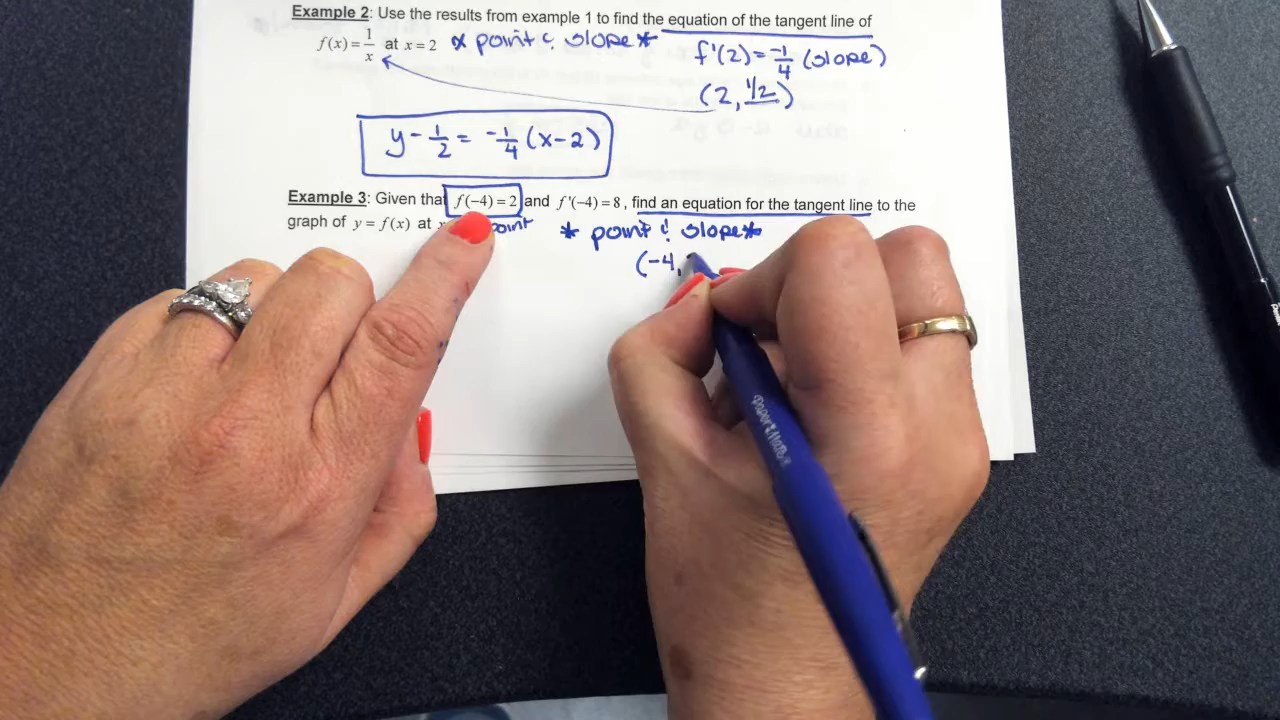 Example 2: Use the results from example 1 to find the equation of the tangent line of
f(x) = 1/x at x = 2 * point & slope *
f'(2) = -1/4 (slope)
(2, 1/2)
y - 1/2 = -1/4 (x - 2)
Example 3: Given that f(-4) = 2 and f'(-4) = 8, find an equation for the tangent line to the
graph of y = f(x) at point * point & slope *
(-4,
PAPERMATE